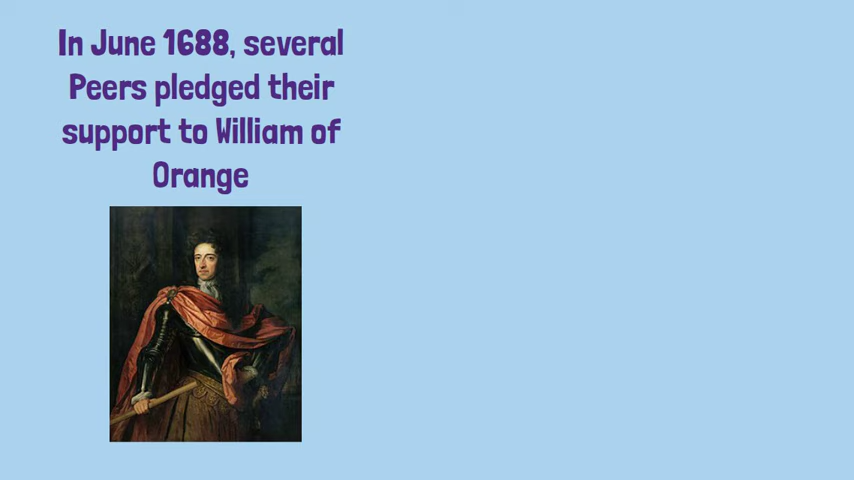 In June 1688, several
Peers pledged their
support to William of
Orange